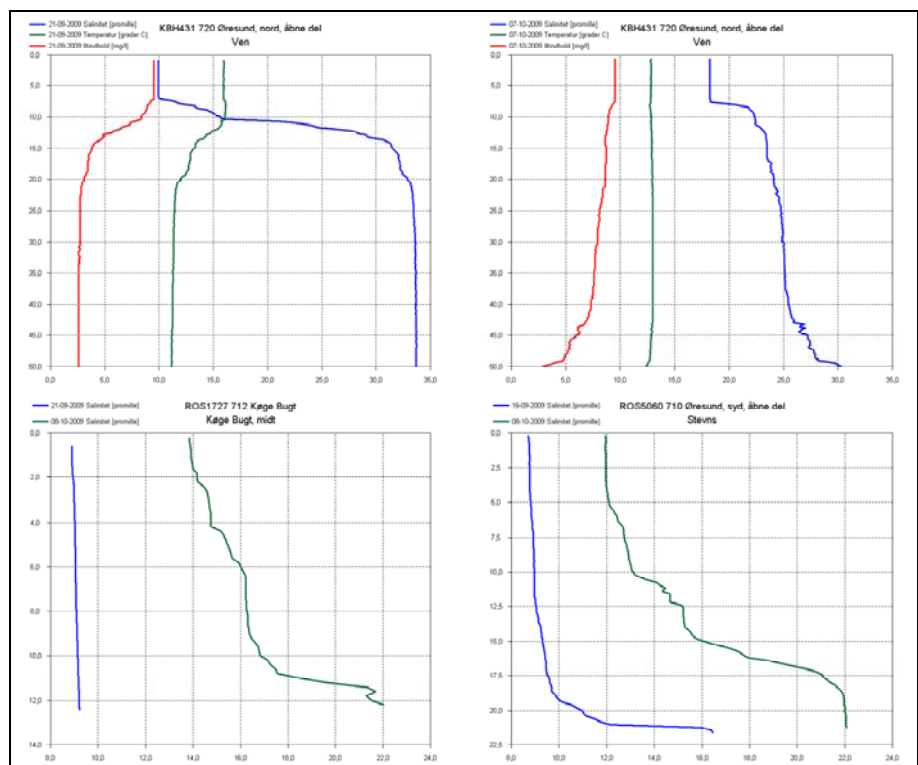 21-09-2009 Salinitet [promille]
21-09-2009 Temperatur [grader C]
21-09-2009 Iltindhold [mg/l]
KBH431 720 Øresund, nord, åbne del
Ven
0,0
5,0
10,0
15,0
20,0
25,0
30,0
35,0
40,0
45,0
50,0
0,0 5,0 10,0 15,0 20,0 25,0 30,0 35,0
07-10-2009 Salinitet [promille]
07-10-2009 Temperatur [grader C]
07-10-2009 Iltindhold [mg/l]
KBH431 720 Øresund, nord, åbne del
Ven
0,0
5,0
10,0
15,0
20,0
25,0
30,0
35,0
40,0
45,0
50,0
0,0 5,0 10,0 15,0 20,0 25,0 30,0 35,0
21-09-2009 Salinitet [promille]
08-10-2009 Salinitet [promille]
ROS1727 712 Køge Bugt
Køge Bugt, midt
0,0
2,0
4,0
6,0
8,0
10,0
12,0
14,0
8,0 10,0 12,0 14,0 16,0 18,0 20,0 22,0 24,0
16-09-2009 Salinitet [promille]
08-10-2009 Salinitet [promille]
ROS5060 710 Øresund, syd, åbne del
Stevns
0,0
2,5
5,0
7,5
10,0
12,5
15,0
17,5
20,0
22,5
8,0 10,0 12,0 14,0 16,0 18,0 20,0 22,0 24,0